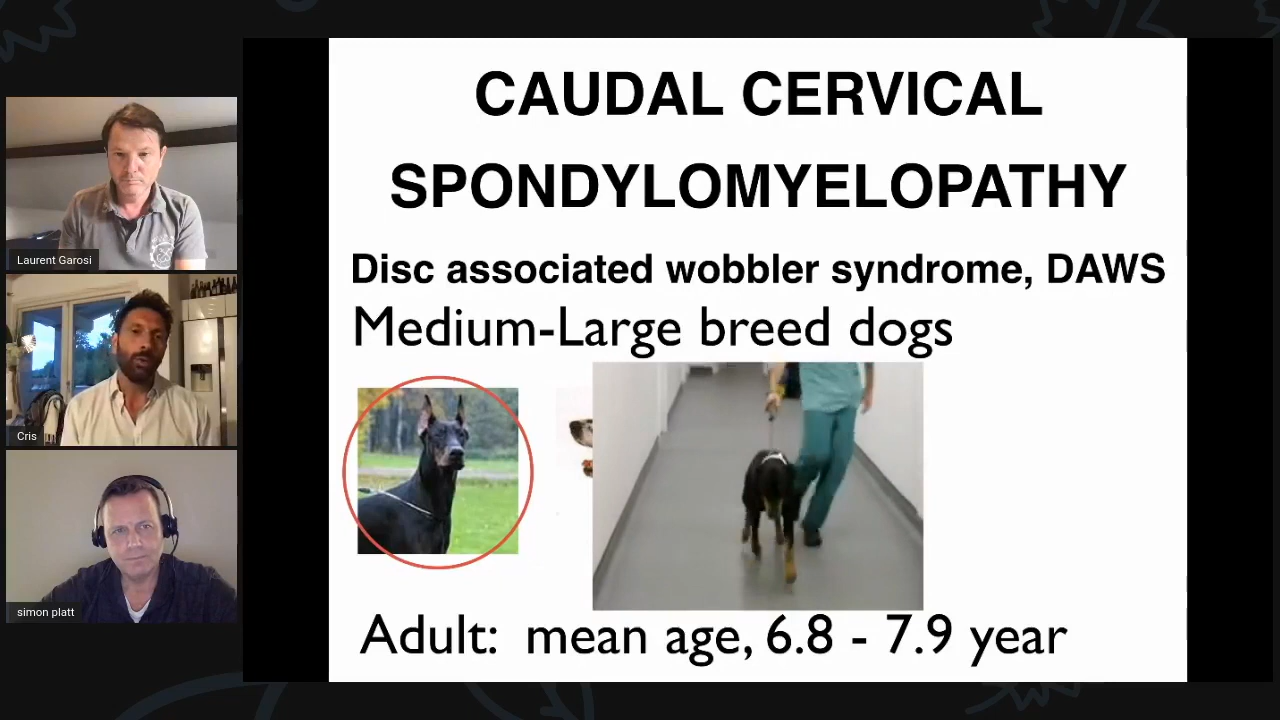 CAUDAL CERVICAL
SPONDYLOMYELOPATHY
Disc associated wobbler syndrome, DAWS
Medium-Large breed dogs
Adult: mean age, 6.8 - 7.9 year
Laurent Garosi
Cris
simon platt